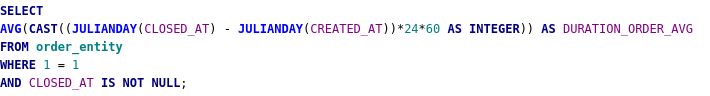 SELECT
AVG(CAST((JULIANDAY(CLOSED_AT) - JULIANDAY(CREATED_AT))*24*60 AS INTEGER)) AS DURATION_ORDER_AVG
FROM order_entity
WHERE 1 = 1
AND CLOSED_AT IS NOT NULL;